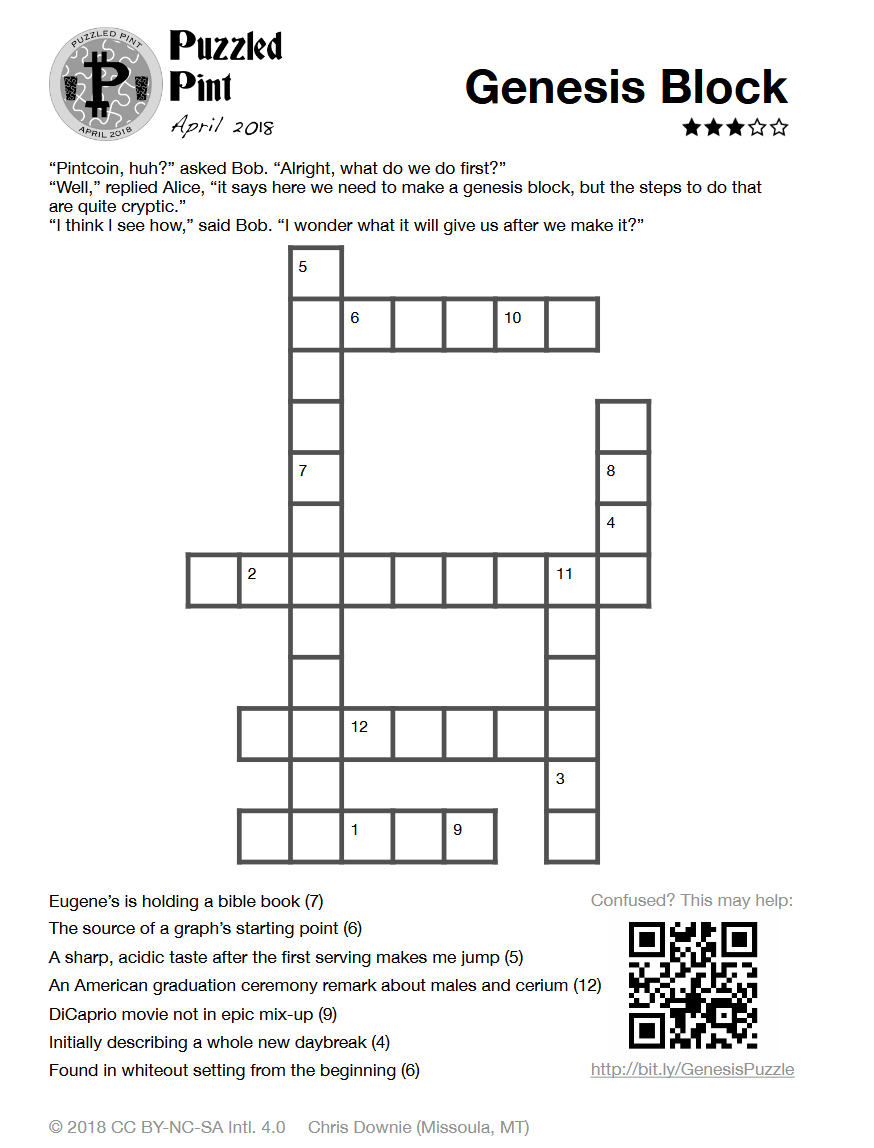 PUZZLED PINT
APRIL 2018
Puzzled
Pint
April 2018
Genesis Block
“Pintcoin, huh?” asked Bob. “Alright, what do we do first?”
“Well,” replied Alice, “it says here we need to make a genesis block, but the steps to do that
are quite cryptic.”
“I think I see how,” said Bob. “I wonder what it will give us after we make it?”
5
6 10
7 8
4
2 11
12
3
1 9
Eugene’s is holding a bible book (7)
The source of a graph’s starting point (6)
A sharp, acidic taste after the first serving makes me jump (5)
An American graduation ceremony remark about males and cerium (12)
DiCaprio movie not in epic mix-up (9)
Initially describing a whole new daybreak (4)
Found in whiteout setting from the beginning (6)
Confused? This may help:
http://bit.ly/GenesisPuzzle
© 2018 CC BY-NC-SA Intl. 4.0 Chris Downie (Missoula, MT)